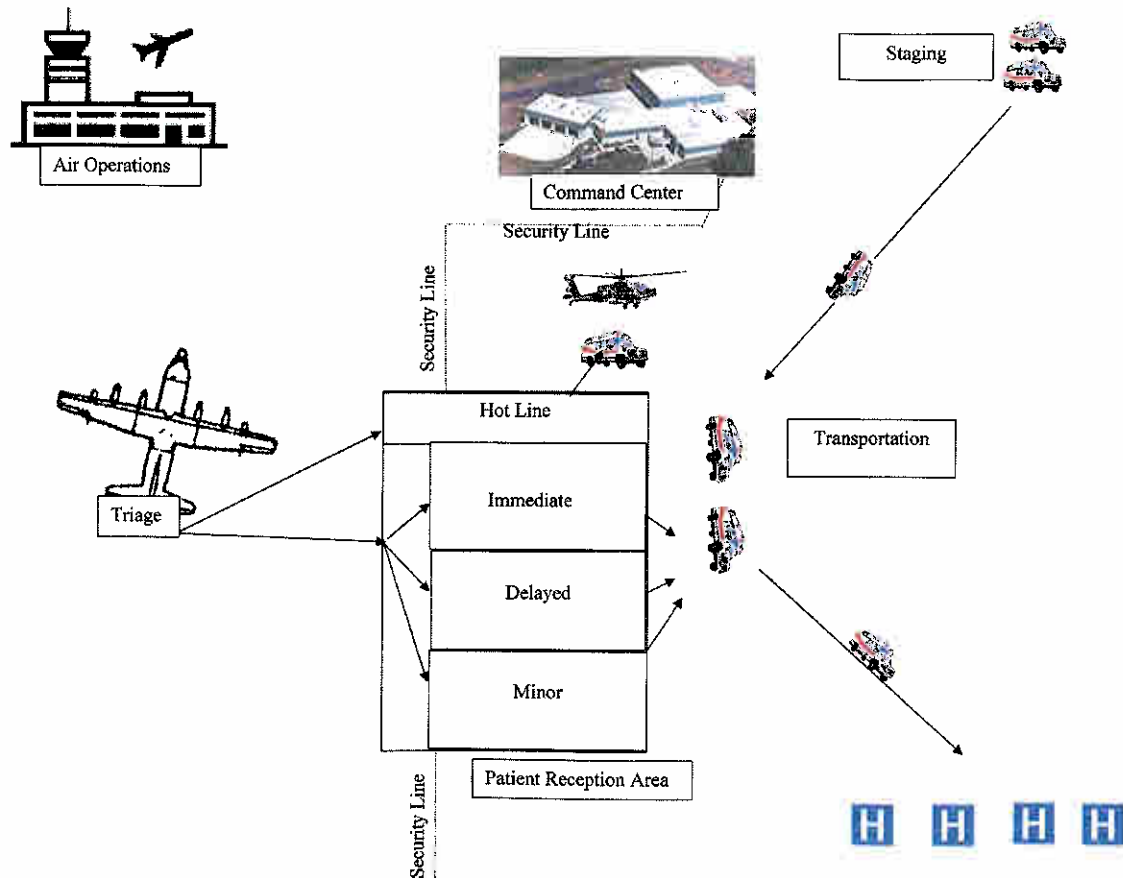 Staging
Air Operations
Command Center
Security Line
Security Line
Hot Line
Transportation
Immediate
Triage
Delayed
Minor
Patient Reception Area
Security Line
H H H H